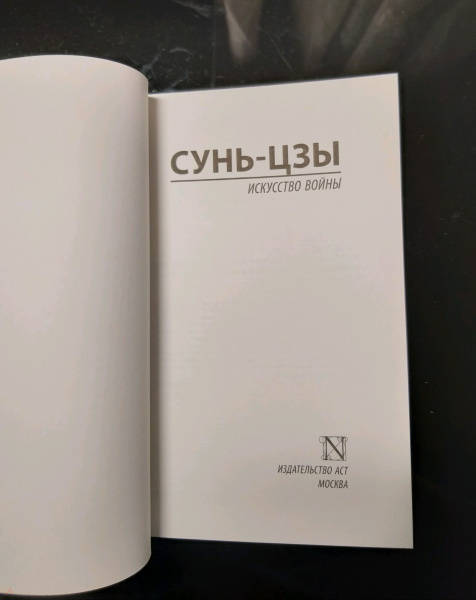 СУНЬ-ЦЗЫ
ИСКУССТВО ВОЙНЫ
N
ИЗДАТЕЛЬСТВО АСТ
МОСКВА